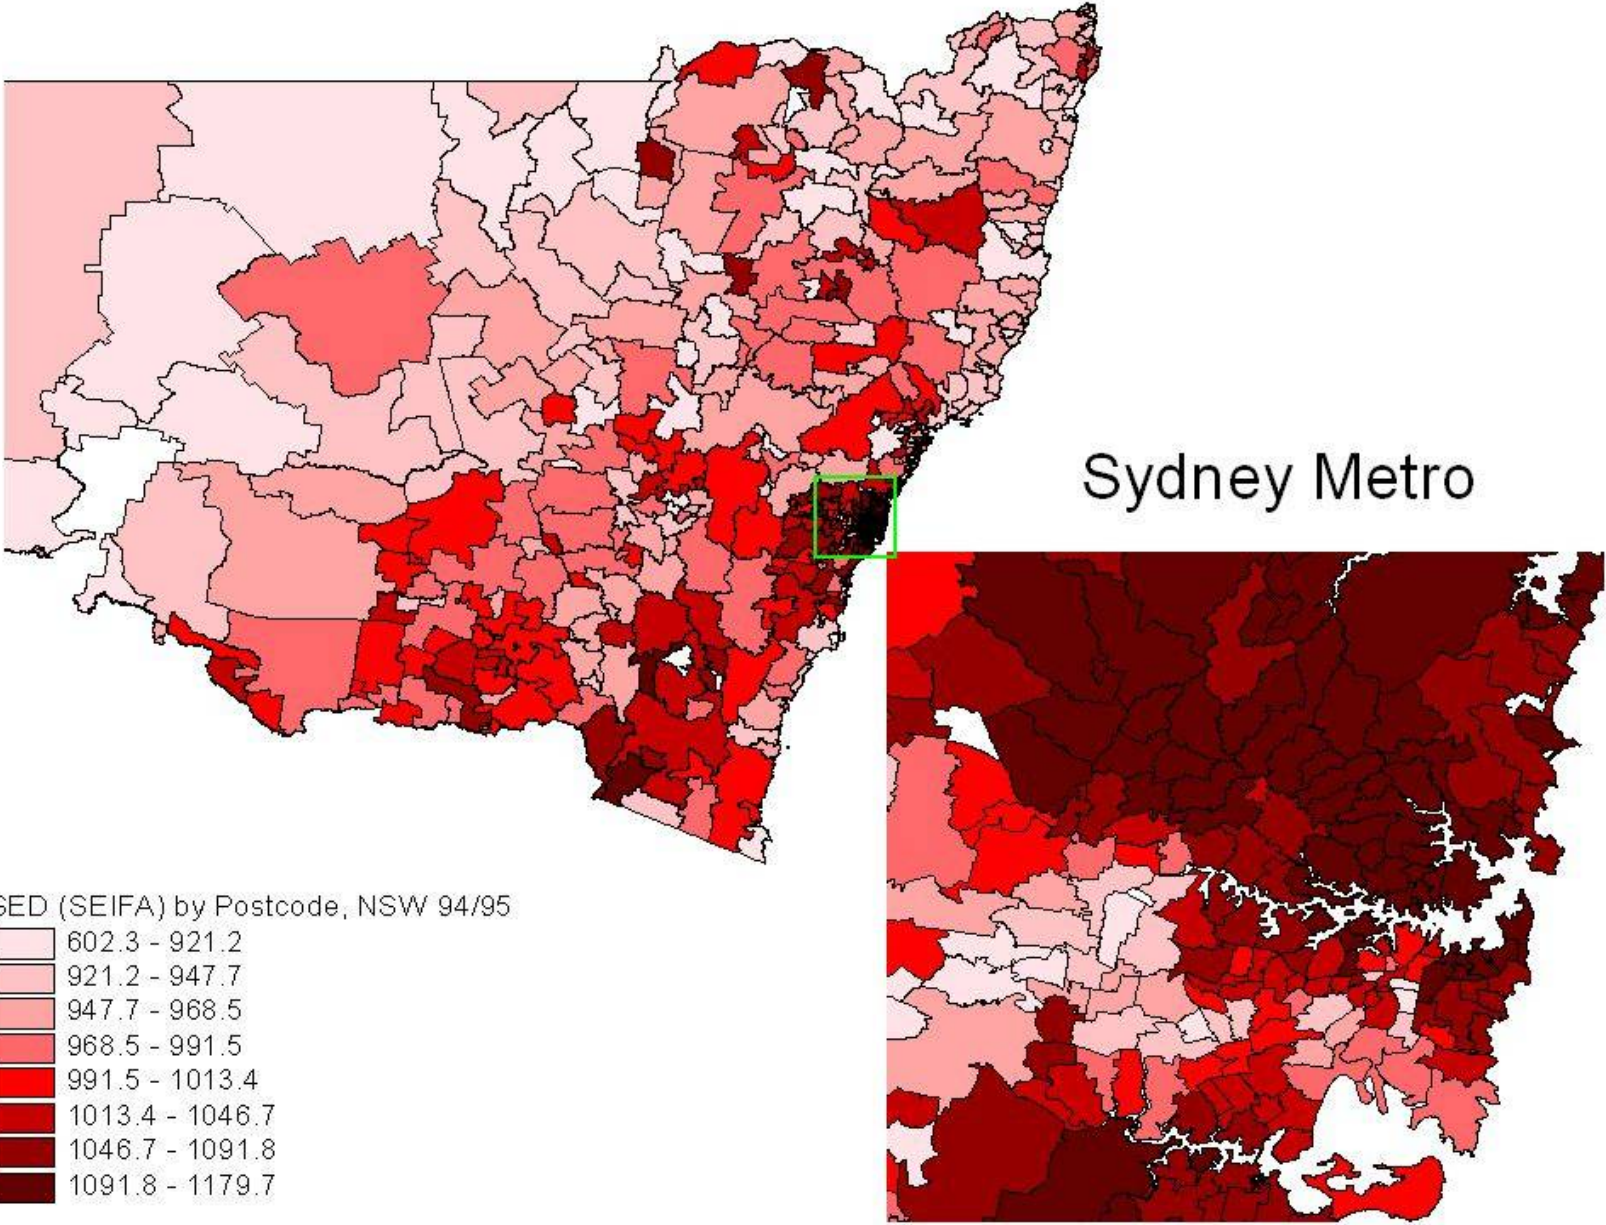 Sydney Metro
SED (SEIFA) by Postcode, NSW 94/95
602.3 - 921.2
921.2 - 947.7
947.7 - 968.5
968.5 - 991.5
991.5 - 1013.4
1013.4 - 1046.7
1046.7 - 1091.8
1091.8 - 1179.7